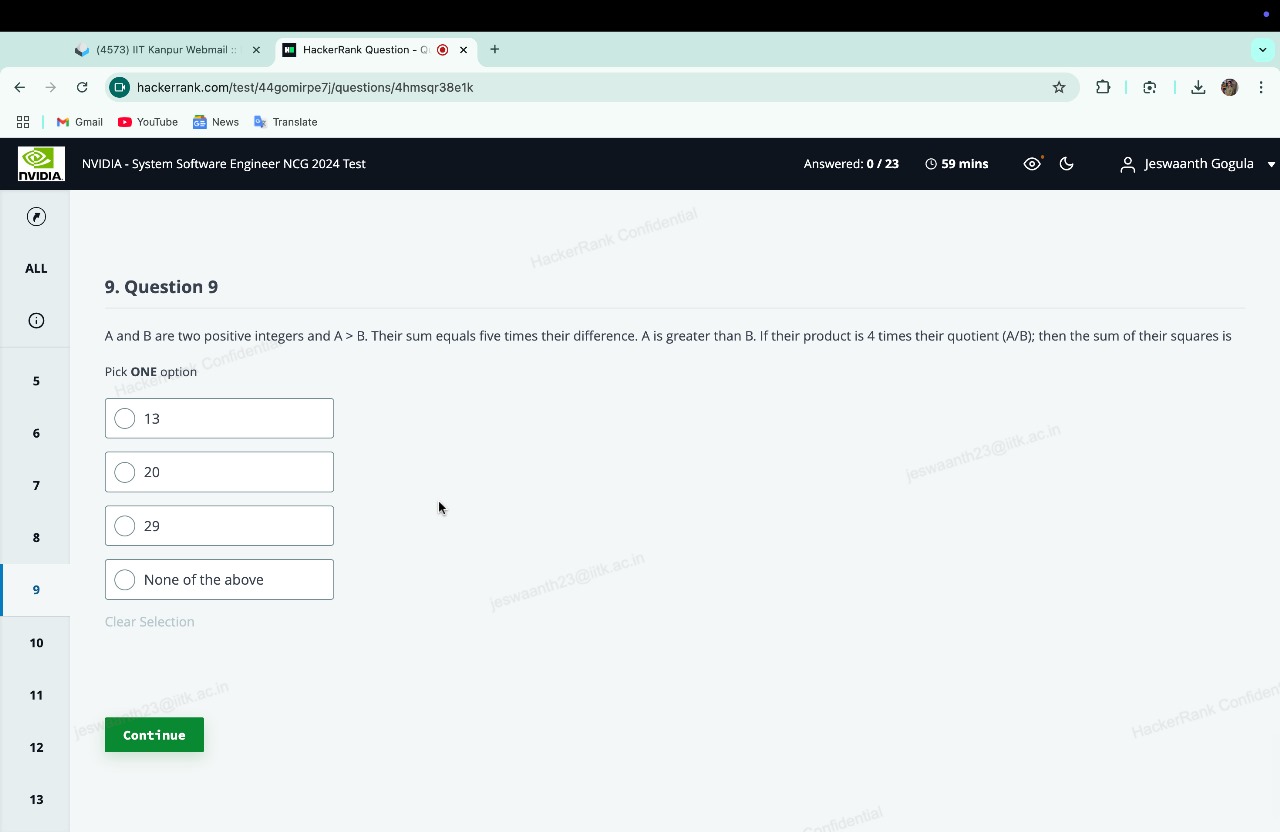 (4573) IIT Kanpur Webmail ::
HackerRank Question - Q
hackerrank.com/test/44gomirpe7j/questions/4hmsqr38e1k
Gmail
YouTube
News
Translate
NVIDIA
NVIDIA - System Software Engineer NCG 2024 Test
Answered: 0 / 23
59 mins
Jeswaanth Gogula
ALL
5
6
7
8
9
10
11
12
13
HackerRank Confidential
9. Question 9
A and B are two positive integers and A > B. Their sum equals five times their difference. A is greater than B. If their product is 4 times their quotient (A/B); then the sum of their squares is
HackerRank Confidential
Pick ONE option
13
20
29
None of the above
Clear Selection
jeswaanth23@iitk.ac.in
jeswaanth23@iitk.ac.in
jeswaanth23@iitk.ac.in
HackerRank Confident
Continue
nfidential